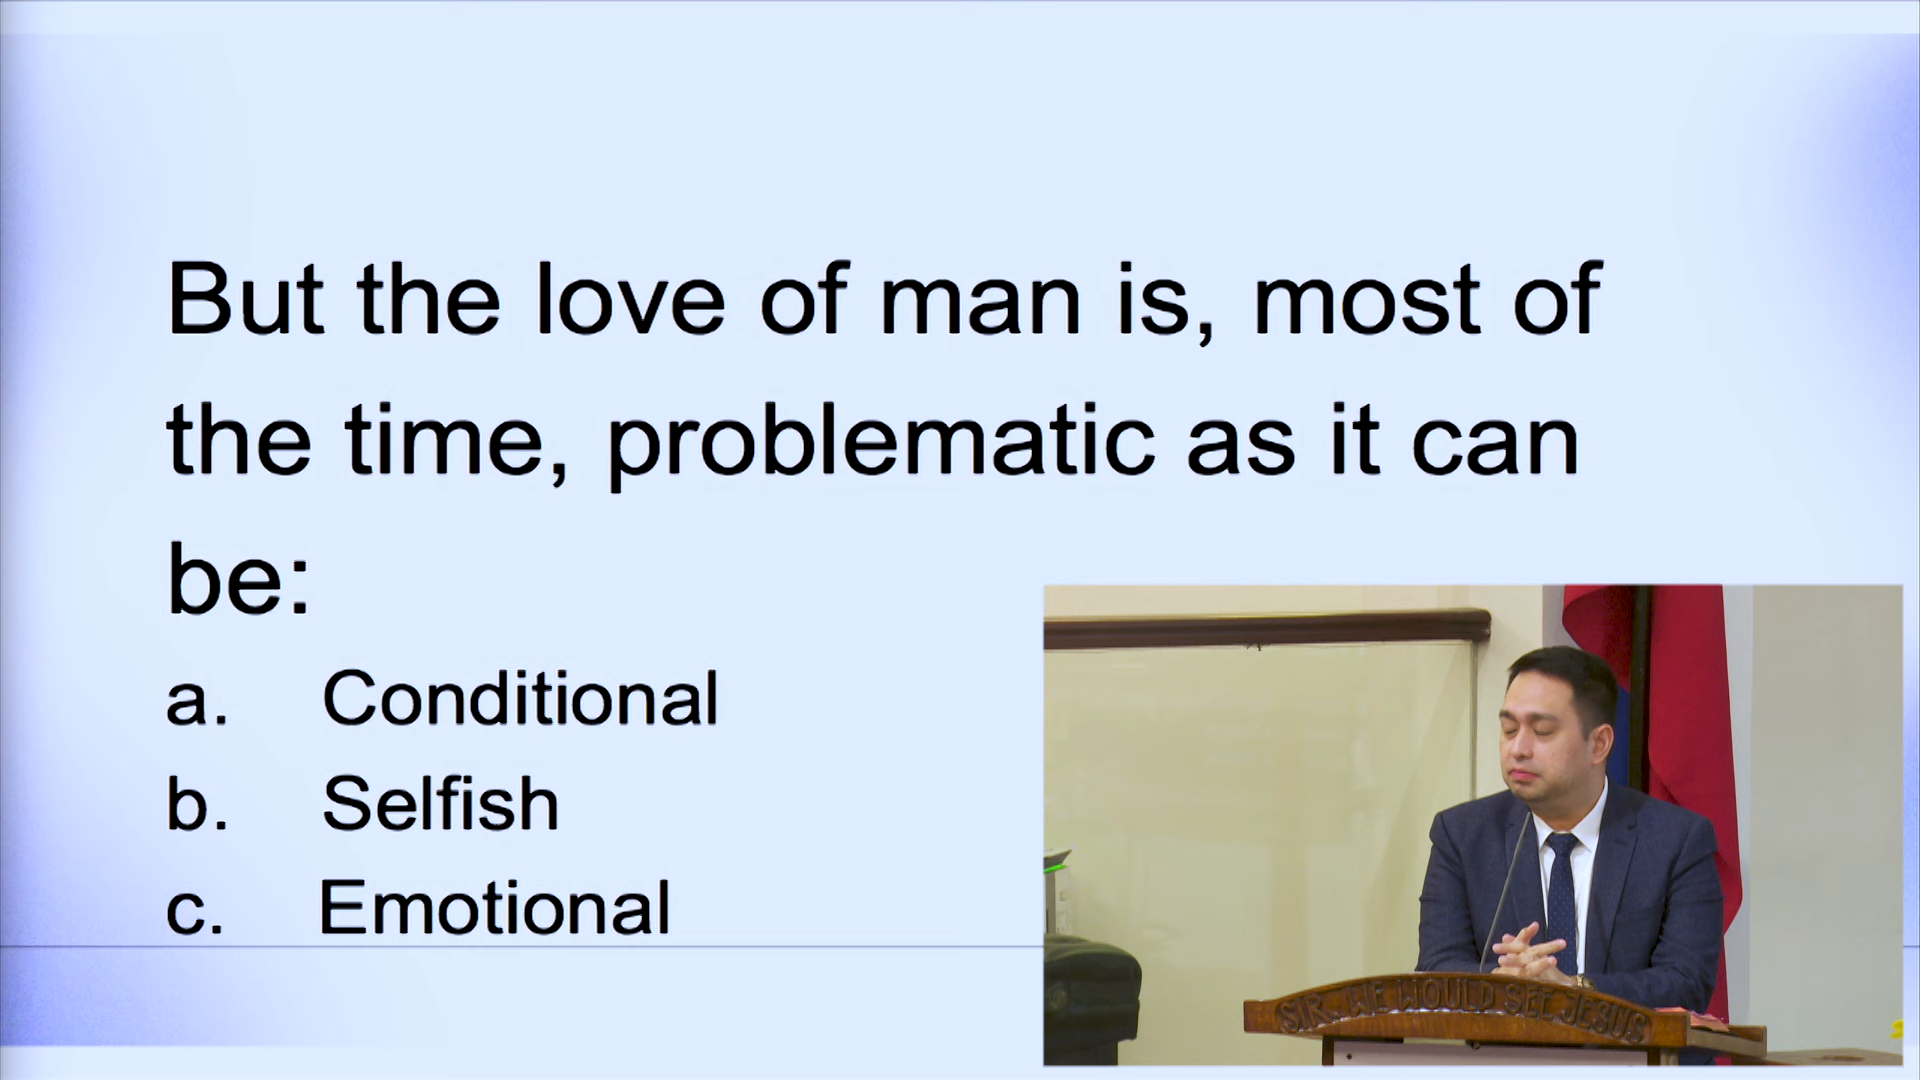 But the love of man is, most of
the time, problematic as it can
be:
a. Conditional
b. Selfish
c. Emotional
SIR, WE WOULD SEE JESUS